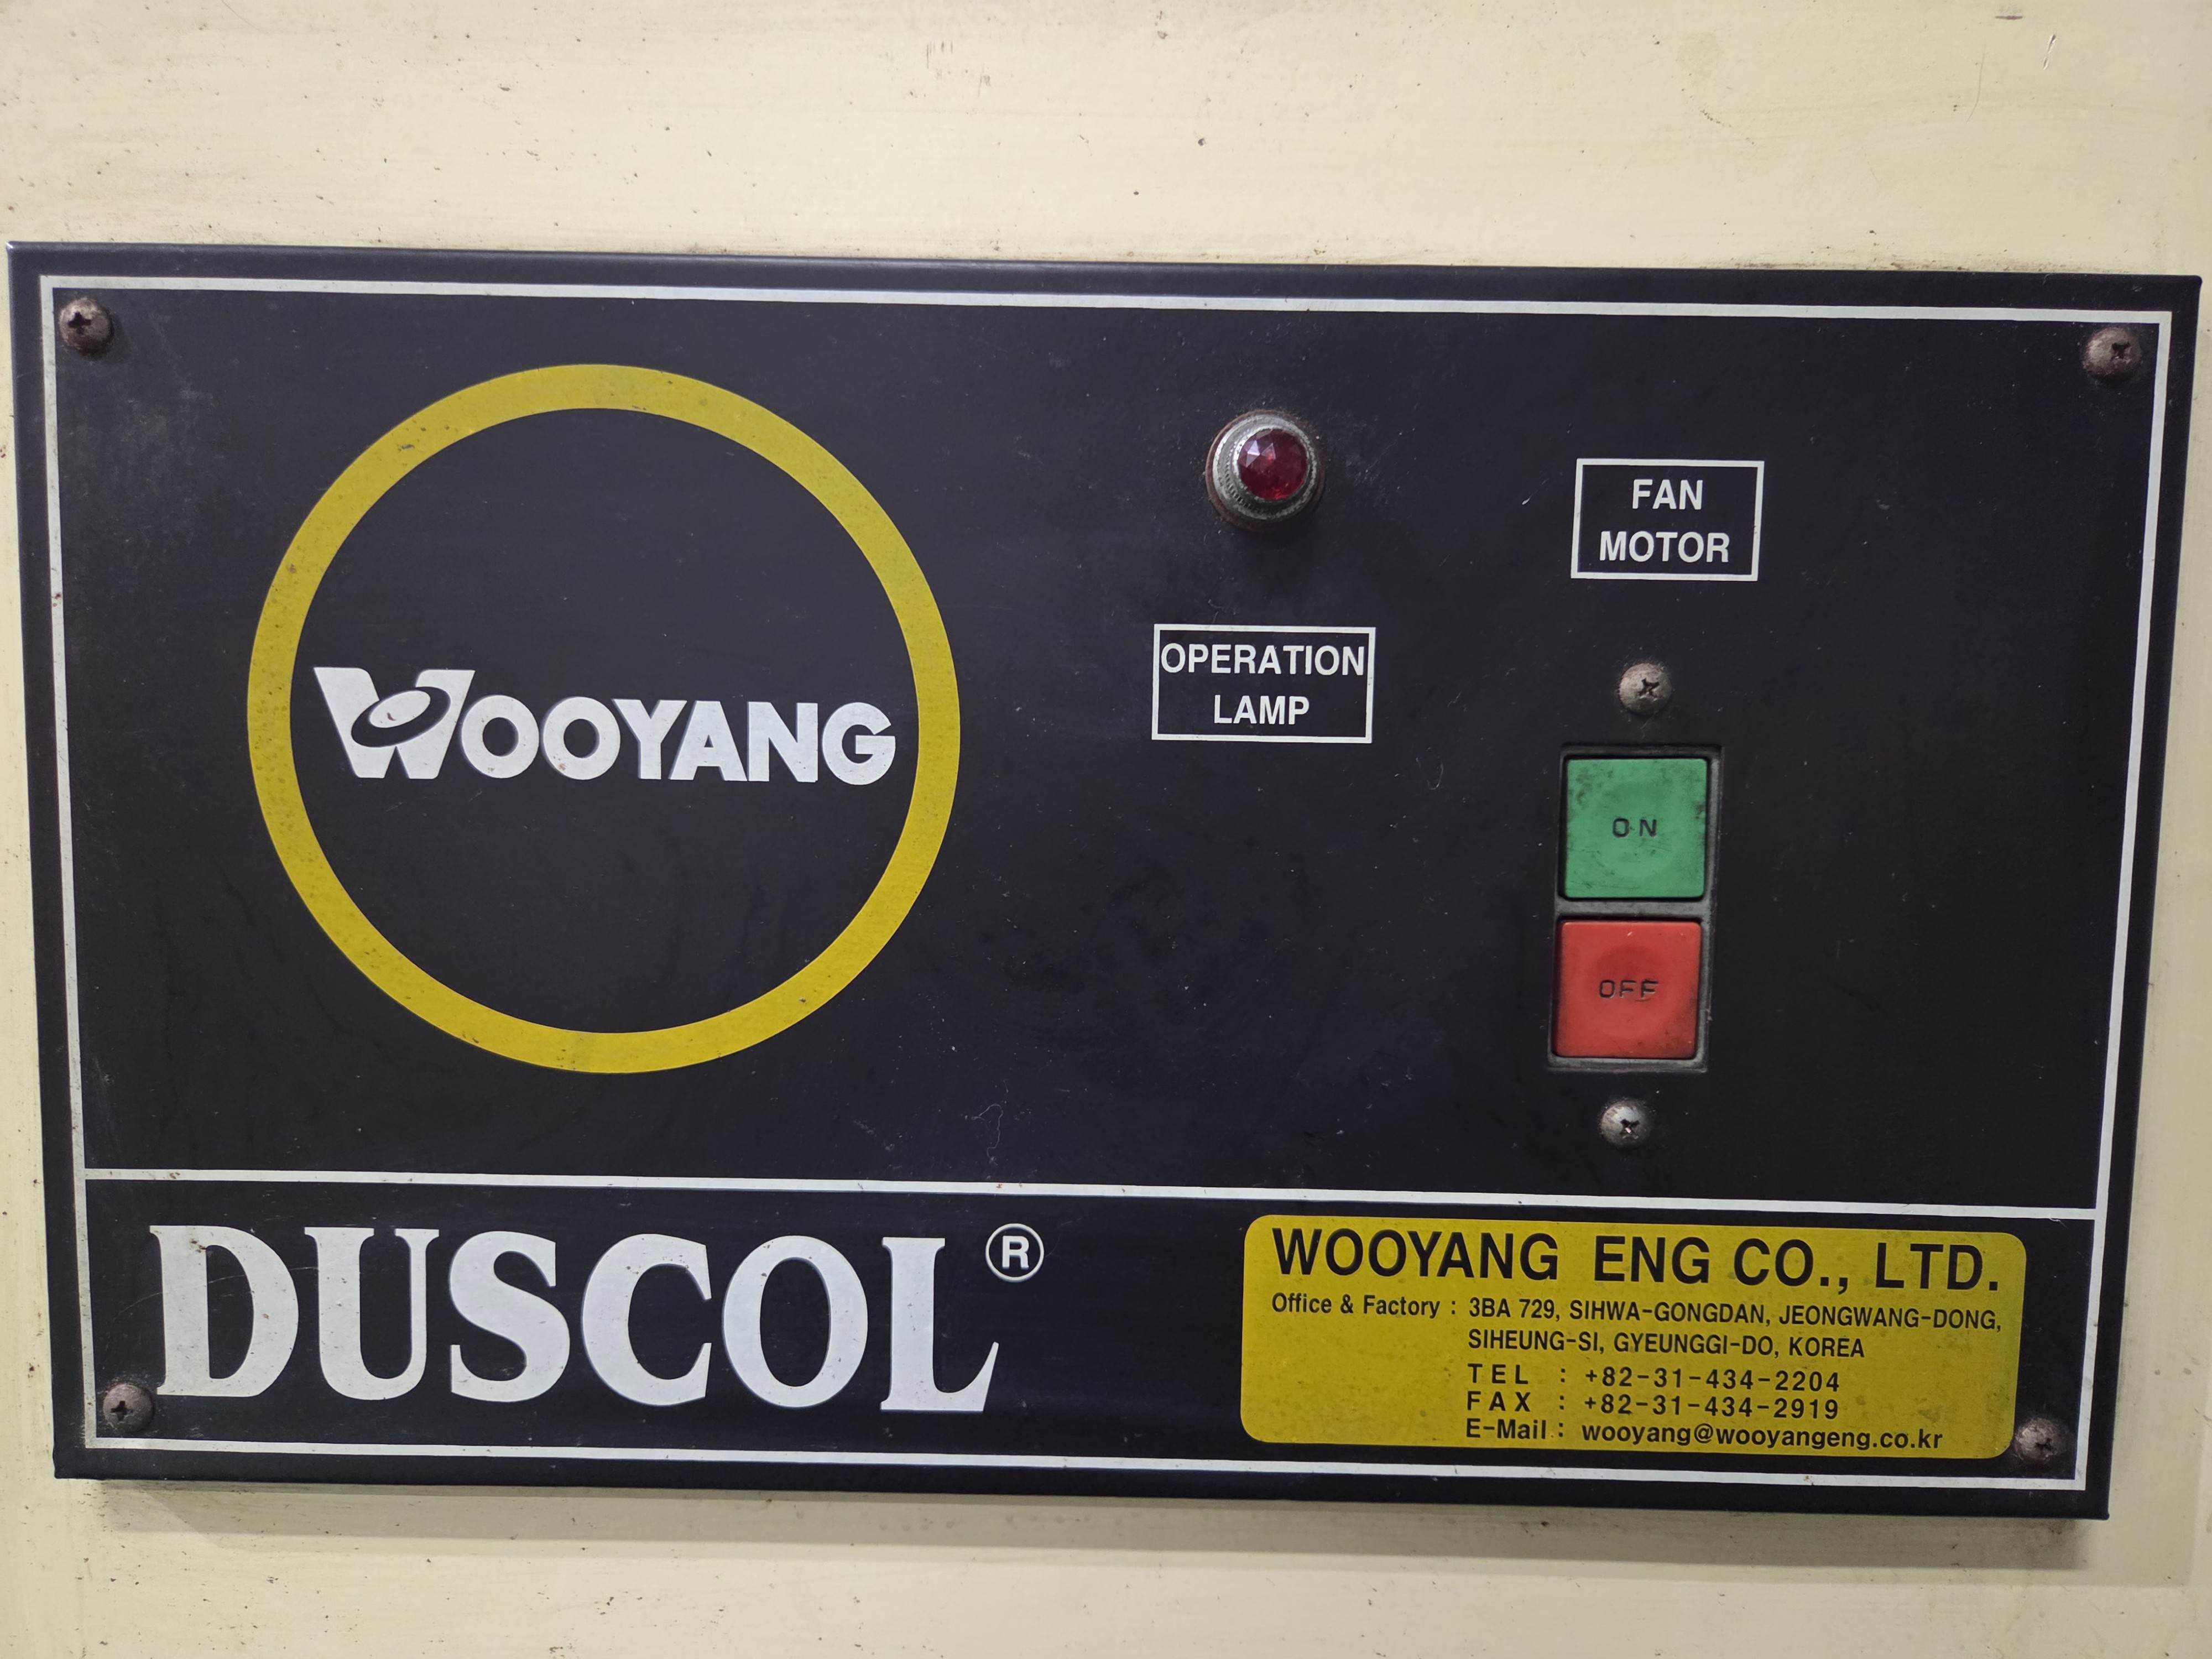 WOOYANG
OPERATION
LAMP
FAN
MOTOR
ON
OFF
DUSCOL®
WOOYANG ENG CO., LTD.
Office & Factory : 3BA 729, SIHWA-GONGDAN, JEONGWANG-DONG,
SIHEUNG-SI, GYEUNGGI-DO, KOREA
TEL : +82-31-434-2204
FAX : +82-31-434-2919
E-Mail : wooyang@wooyangeng.co.kr